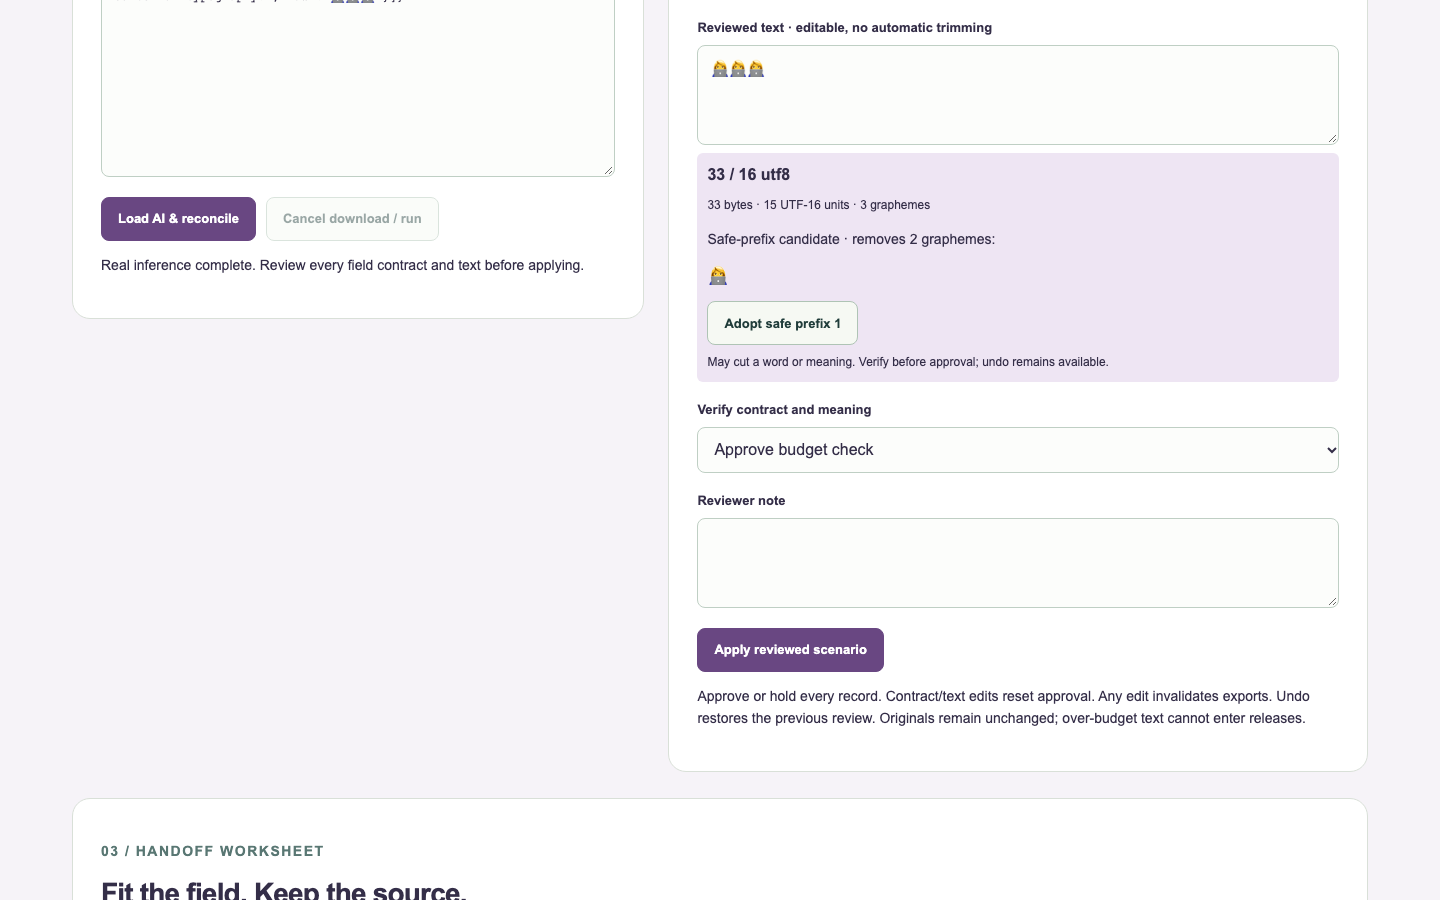 Load AI & reconcile
Cancel download / run
Real inference complete. Review every field contract and text before applying.
Reviewed text · editable, no automatic trimming
👩‍💻👩‍💻👩‍💻
33 / 16 utf8
33 bytes · 15 UTF-16 units · 3 graphemes
Safe-prefix candidate · removes 2 graphemes:
👩‍💻
Adopt safe prefix 1
May cut a word or meaning. Verify before approval; undo remains available.
Verify contract and meaning
Approve budget check
Reviewer note
Apply reviewed scenario
Approve or hold every record. Contract/text edits reset approval. Any edit invalidates exports. Undo
restores the previous review. Originals remain unchanged; over-budget text cannot enter releases.
03 / HANDOFF WORKSHEET
Fit the field. Keep the source.